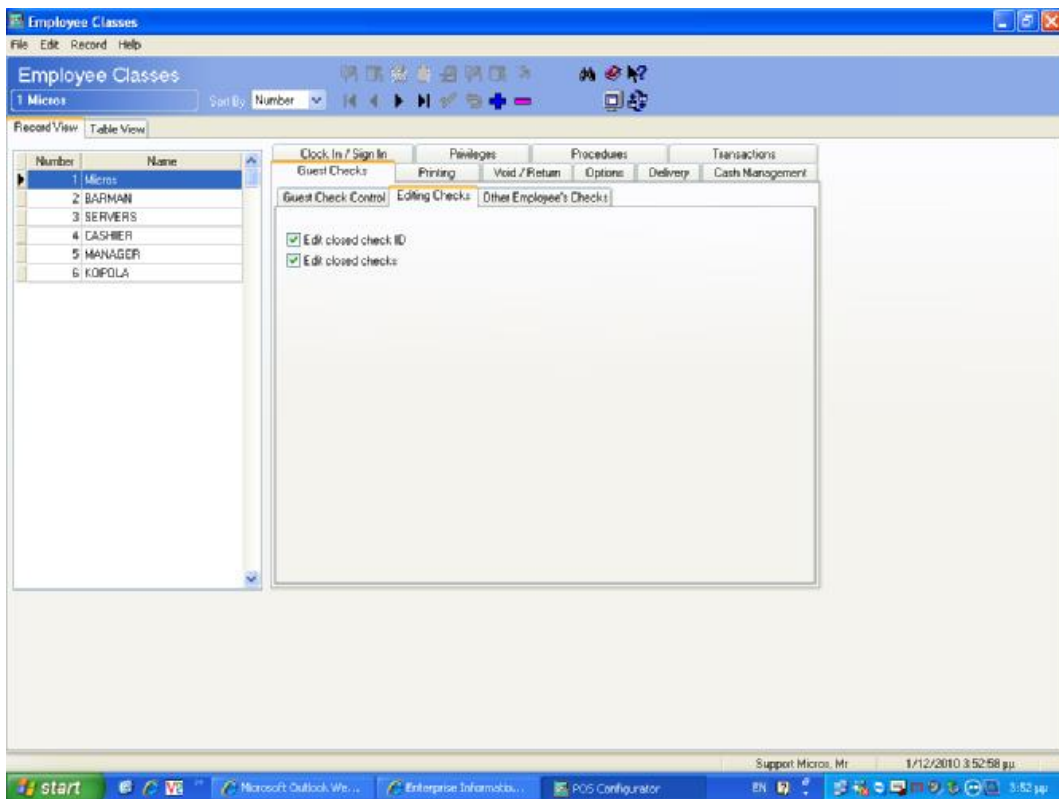 Employee Classes
File Edit Record Help
Employee Classes
1 Micros
Sort By Number
Record View Table View
Number Name
1 Micros
2 BARMAN
3 SERVERS
4 CASHIER
5 MANAGER
6 KOPOLA
Clock In / Sign In Privileges Procedures Transactions
Guest Checks Printing Void / Return Options Delivery Cash Management
Guest Check Control Editing Checks Other Employee's Checks
Edit closed check ID
Edit closed checks
Support Micros, Mr 1/12/2010 3:52:58 μμ
start Microsoft Outlook We... Enterprise Informatio... POS Configurator EN 3:52 μμ